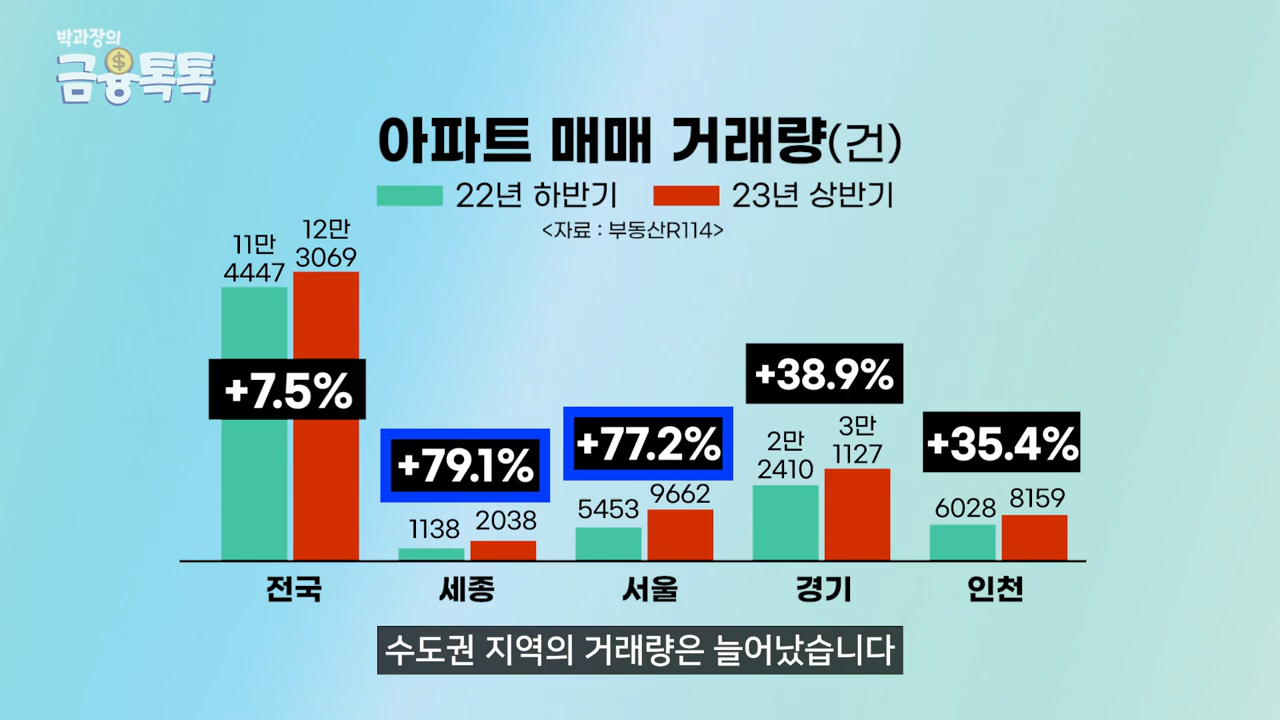 박과장의
금융톡톡
아파트 매매 거래량(건)
22년 하반기 23년 상반기
<자료 : 부동산R114>
11만
4447
12만
3069
+7.5%
+79.1%
1138
2038
+77.2%
5453
9662
+38.9%
2만
2410
3만
1127
+35.4%
6028
8159
전국 세종 서울 경기 인천
수도권 지역의 거래량은 늘어났습니다